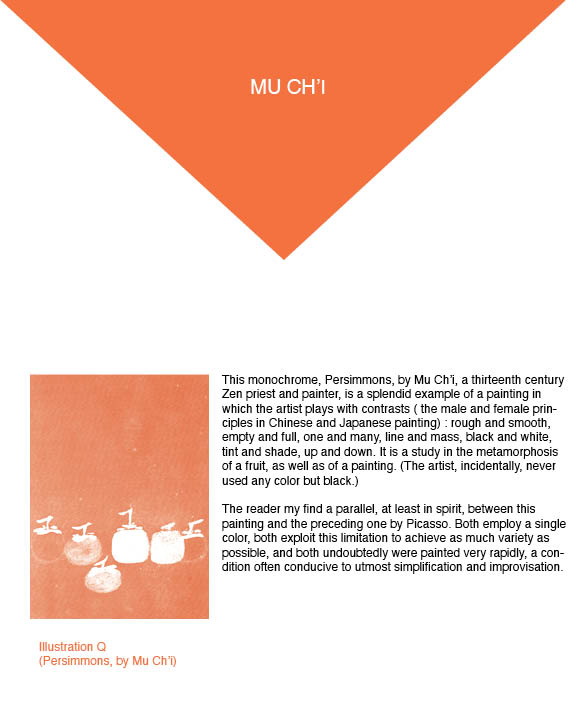 MU CH'I
This monochrome, Persimmons, by Mu Ch'i, a thirteenth century
Zen priest and painter, is a splendid example of a painting in
which the artist plays with contrasts ( the male and female prin-
ciples in Chinese and Japanese painting) : rough and smooth,
empty and full, one and many, line and mass, black and white,
tint and shade, up and down. It is a study in the metamorphosis
of a fruit, as well as of a painting. (The artist, incidentally, never
used any color but black.)
The reader my find a parallel, at least in spirit, between this
painting and the preceding one by Picasso. Both employ a single
color, both exploit this limitation to achieve as much variety as
possible, and both undoubtedly were painted very rapidly, a con-
dition often conducive to utmost simplification and improvisation.
Illustration Q
(Persimmons, by Mu Ch'i)